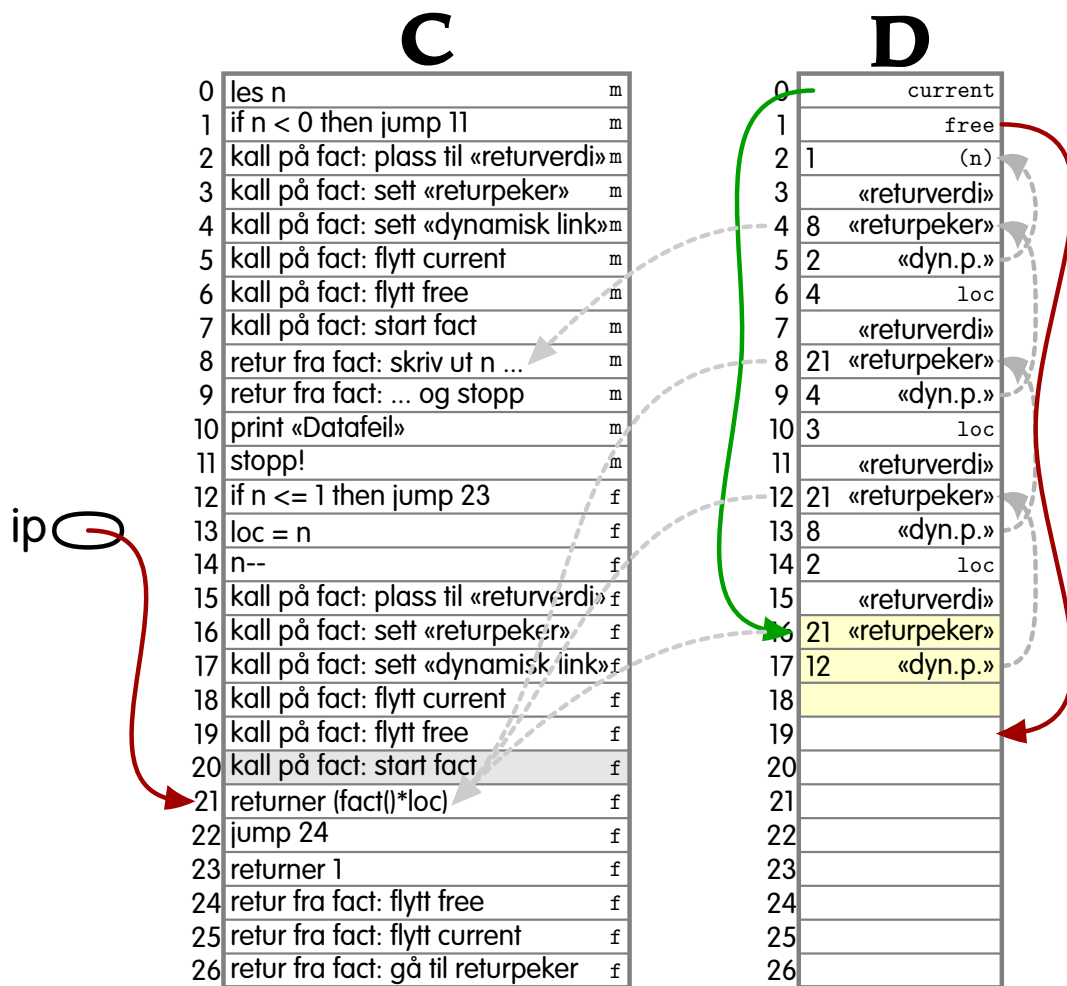 C
D
0 les n m
1 if n < 0 then jump 11 m
2 kall på fact: plass til «returverdi» m
3 kall på fact: sett «returpeker» m
4 kall på fact: sett «dynamisk link» m
5 kall på fact: flytt current m
6 kall på fact: flytt free m
7 kall på fact: start fact m
8 retur fra fact: skriv ut n ... m
9 retur fra fact: ... og stopp m
10 print «Datafeil» m
11 stopp! m
12 if n <= 1 then jump 23 f
13 loc = n f
14 n-- f
15 kall på fact: plass til «returverdi» f
16 kall på fact: sett «returpeker» f
17 kall på fact: sett «dynamisk link» f
18 kall på fact: flytt current f
19 kall på fact: flytt free f
20 kall på fact: start fact f
21 returner (fact()*loc) f
22 jump 24 f
23 returner 1 f
24 retur fra fact: flytt free f
25 retur fra fact: flytt current f
26 retur fra fact: gå til returpeker f
ip
0 current
1 free
2 1 (n)
3 «returverdi»
4 8 «returpeker»
5 2 «dyn.p.»
6 4 loc
7 «returverdi»
8 21 «returpeker»
9 4 «dyn.p.»
10 3 loc
11 «returverdi»
12 21 «returpeker»
13 8 «dyn.p.»
14 2 loc
15 «returverdi»
16 21 «returpeker»
17 12 «dyn.p.»
18
19
20
21
22
23
24
25
26